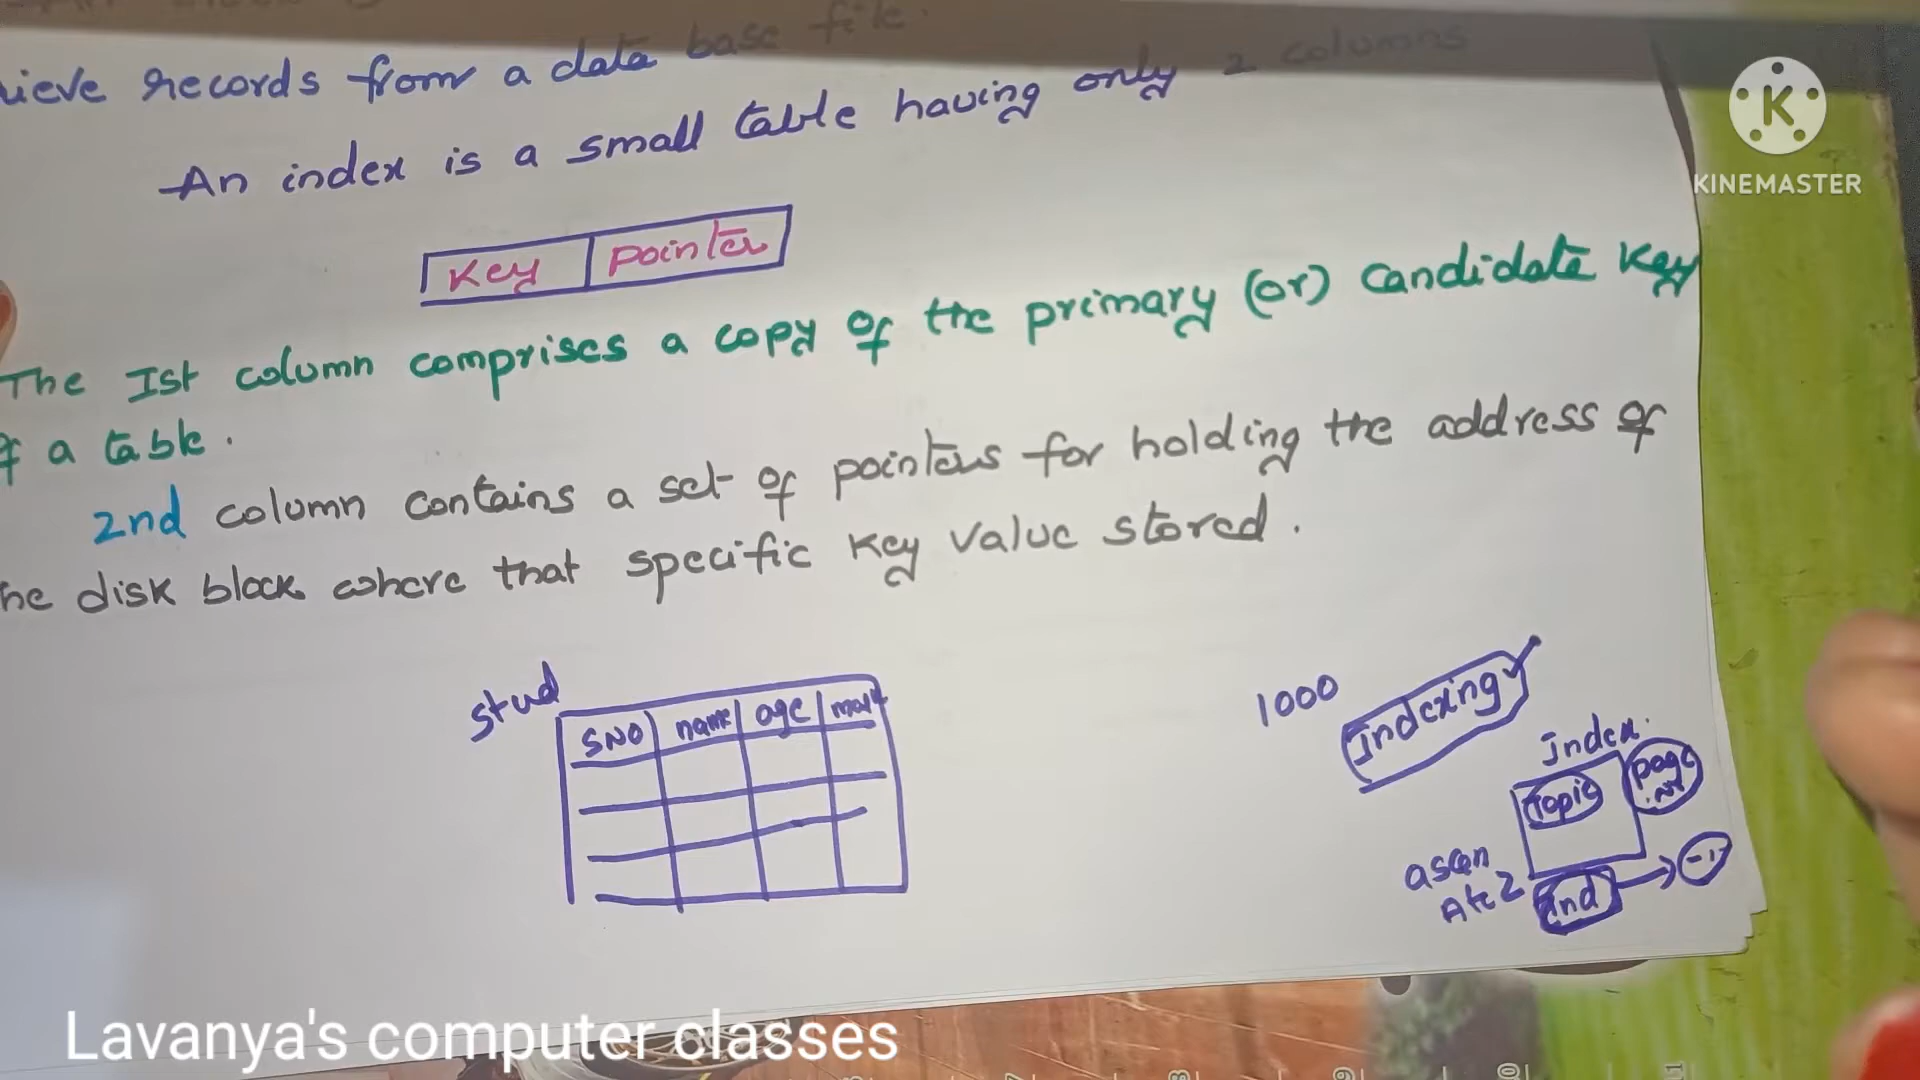 ieve records from a data base file.
An index is a small table having only 2 columns
Key pointer
The Ist column comprises a copy of the primary (or) candidate Key
of a table.
2nd column contains a set of pointers for holding the address of
he disk block where that specific key value stored.
stud
SNO name age mark
1000
Indexing
Index.
Topic page
ascen
A to Z
Ind
K
KINEMASTER
Lavanya's computer classes